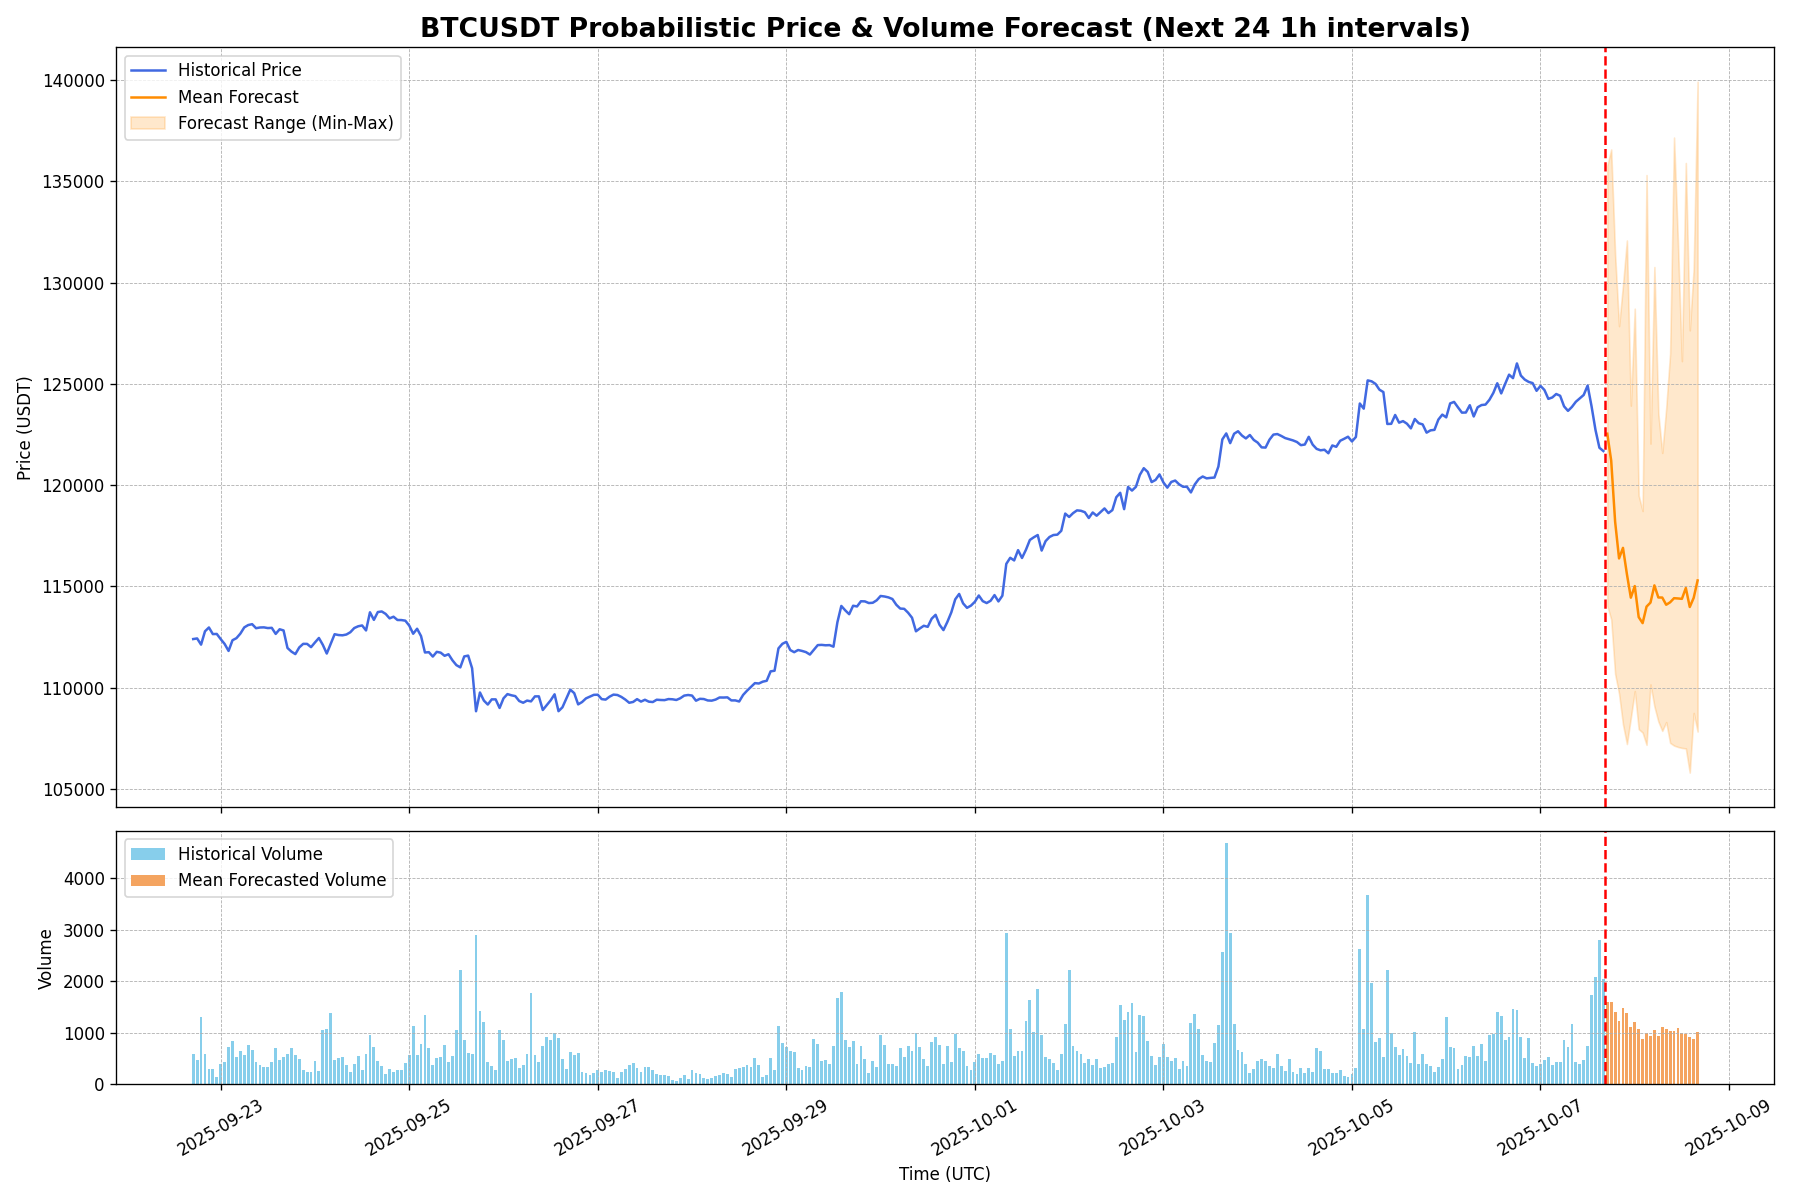 BTCUSDT Probabilistic Price & Volume Forecast (Next 24 1h intervals)
Historical Price
Mean Forecast
Forecast Range (Min-Max)
140000
135000
130000
125000
120000
115000
110000
105000
Price (USDT)
Historical Volume
Mean Forecasted Volume
4000
3000
2000
1000
0
Volume
2025-09-23
2025-09-25
2025-09-27
2025-09-29
2025-10-01
2025-10-03
2025-10-05
2025-10-07
2025-10-09
Time (UTC)